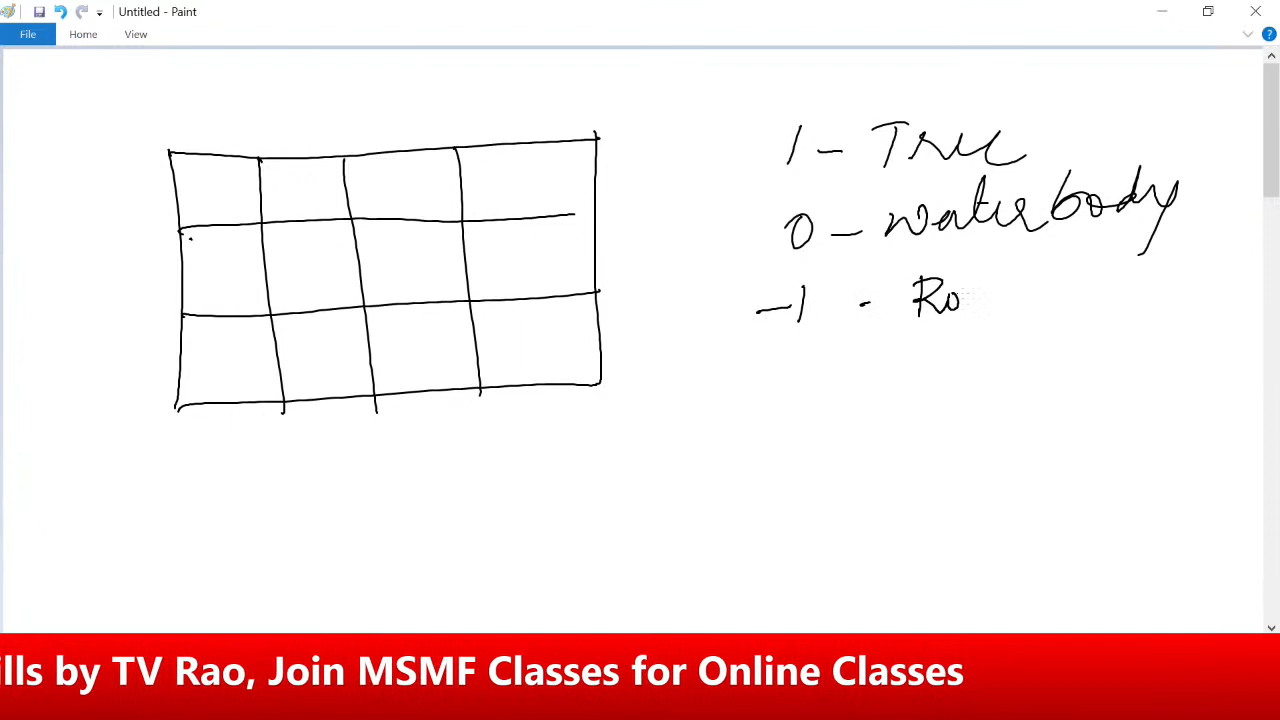 Untitled - Paint
File Home View
1 - Tree
0 - Waterbody
-1 - Ro
ills by TV Rao, Join MSMF Classes for Online Classes